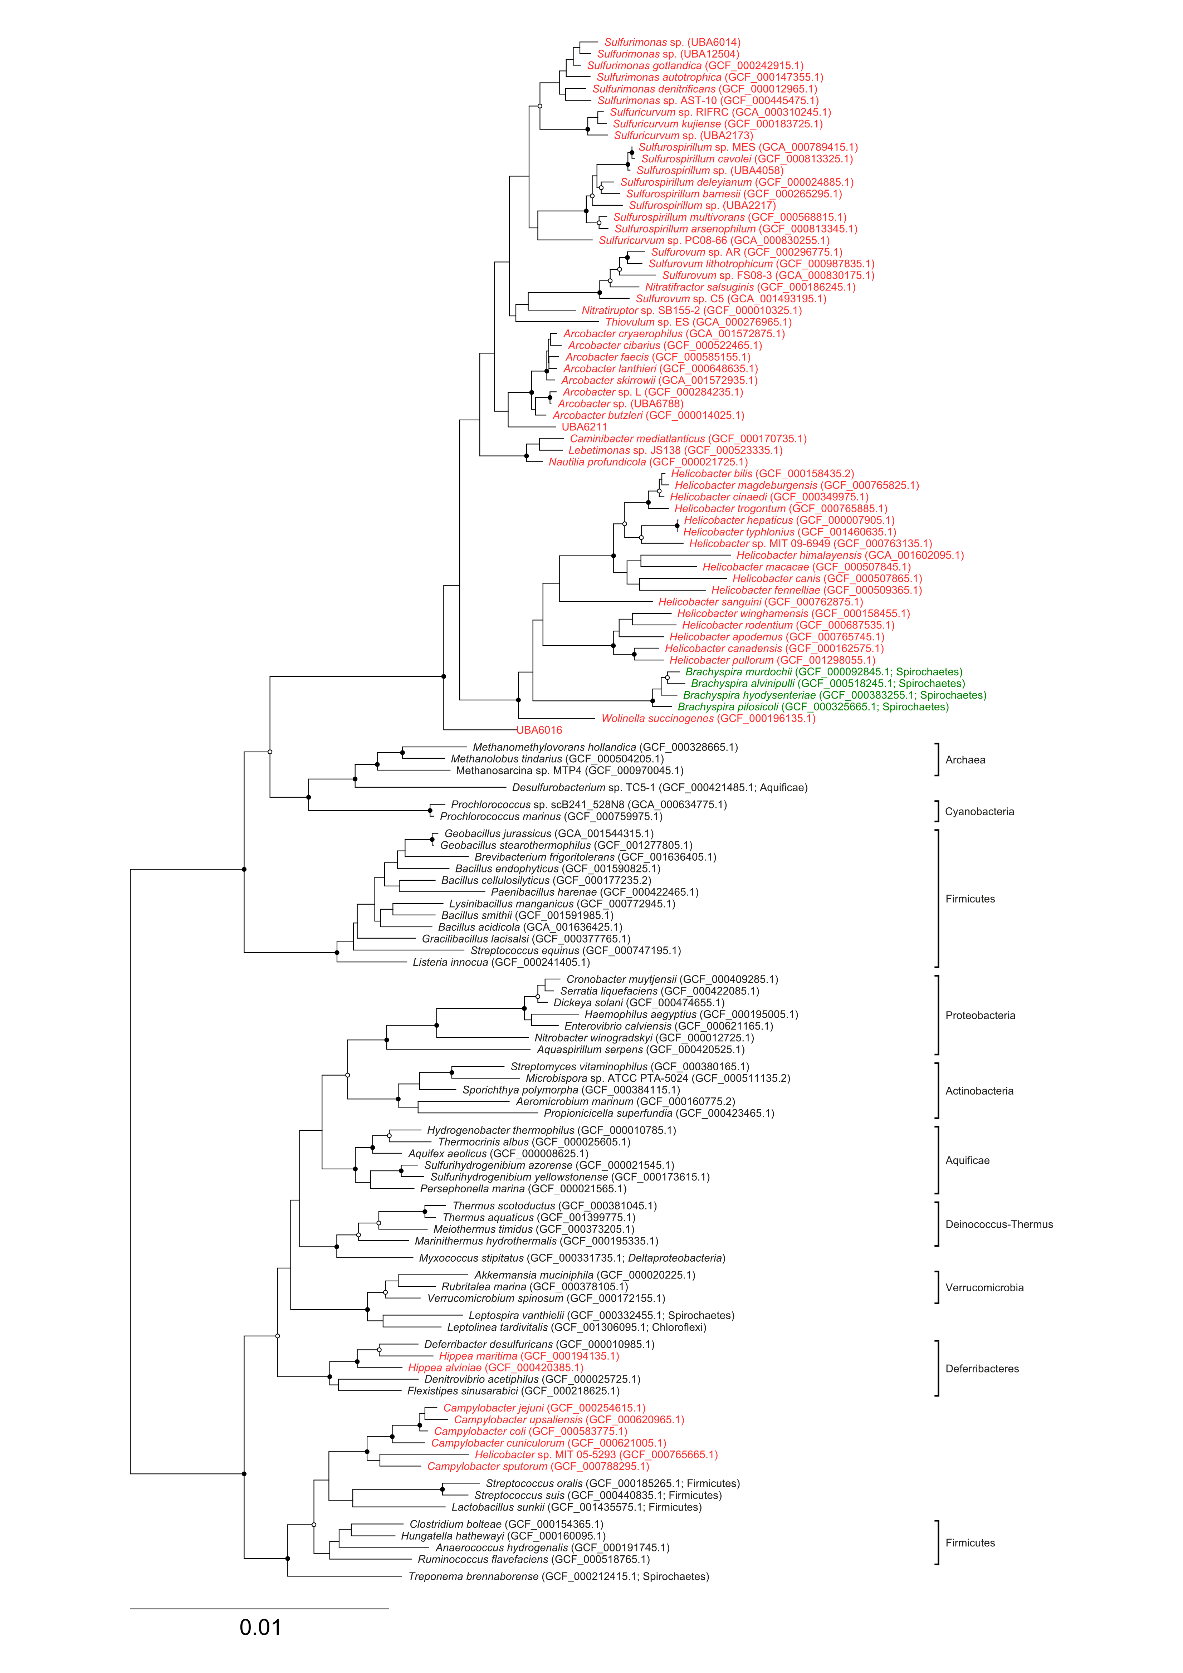 Sulfurimonas sp. (UBA6014)
Sulfurimonas sp. (UBA12504)
Sulfurimonas gotlandica (GCF_000242915.1)
Sulfurimonas autotrophica (GCF_000147355.1)
Sulfurimonas denitrificans (GCF_000012965.1)
Sulfurimonas sp. AST-10 (GCF_000445475.1)
Sulfuricurvum sp. RIFRC (GCA_000310245.1)
Sulfuricurvum kujiense (GCF_000183725.1)
Sulfuricurvum sp. (UBA2173)
Sulfurospirillum sp. MES (GCA_000789415.1)
Sulfurospirillum cavolei (GCF_000813325.1)
Sulfurospirillum sp. (UBA4058)
Sulfurospirillum deleyianum (GCF_000024885.1)
Sulfurospirillum barnesii (GCF_000265295.1)
Sulfurospirillum sp. (UBA2217)
Sulfurospirillum multivorans (GCF_000568815.1)
Sulfurospirillum arsenophilum (GCF_000813345.1)
Sulfuricurvum sp. PC08-66 (GCA_000830255.1)
Sulfurovum sp. AR (GCF_000296775.1)
Sulfurovum lithotrophicum (GCF_000987835.1)
Sulfurovum sp. FS08-3 (GCA_000830175.1)
Nitratifractor salsuginis (GCF_000186245.1)
Sulfurovum sp. C5 (GCA_001493195.1)
Nitratiruptor sp. SB155-2 (GCF_000010325.1)
Thiovulum sp. ES (GCA_000276965.1)
Arcobacter cryaerophilus (GCA_001572875.1)
Arcobacter cibarius (GCF_000522465.1)
Arcobacter faecis (GCF_000585155.1)
Arcobacter lanthieri (GCF_000648635.1)
Arcobacter skirrowii (GCA_001572935.1)
Arcobacter sp. L (GCF_000284235.1)
Arcobacter sp. (UBA6788)
Arcobacter butzleri (GCF_000014025.1)
UBA6211
Caminibacter mediatlanticus (GCF_000170735.1)
Lebetimonas sp. JS138 (GCF_000523335.1)
Nautilia profundicola (GCF_000021725.1)
Helicobacter bilis (GCF_000158435.2)
Helicobacter magdeburgensis (GCF_000765825.1)
Helicobacter cinaedi (GCF_000349975.1)
Helicobacter trogontum (GCF_000765885.1)
Helicobacter hepaticus (GCF_000007905.1)
Helicobacter typhlonius (GCF_001460635.1)
Helicobacter sp. MIT 09-6949 (GCF_000763135.1)
Helicobacter himalayensis (GCA_001602095.1)
Helicobacter macacae (GCF_000507845.1)
Helicobacter canis (GCF_000507865.1)
Helicobacter fennelliae (GCF_000509365.1)
Helicobacter sanguini (GCF_000762875.1)
Helicobacter winghamensis (GCF_000158455.1)
Helicobacter rodentium (GCF_000687535.1)
Helicobacter apodemus (GCF_000765745.1)
Helicobacter canadensis (GCF_000162575.1)
Helicobacter pullorum (GCF_001298055.1)
Brachyspira murdochii (GCF_000092845.1; Spirochaetes)
Brachyspira alvinipulli (GCF_000518245.1; Spirochaetes)
Brachyspira hyodysenteriae (GCF_000383255.1; Spirochaetes)
Brachyspira pilosicoli (GCF_000325665.1; Spirochaetes)
Wolinella succinogenes (GCF_000196135.1)
UBA6016
Methanomethylovorans hollandica (GCF_000328665.1)
Methanolobus tindarius (GCF_000504205.1)
Archaea
Methanosarcina sp. MTP4 (GCF_000970045.1)
Desulfurobacterium sp. TC5-1 (GCF_000421485.1; Aquificae)
Prochlorococcus sp. scB241_528N8 (GCA_000634775.1)
Cyanobacteria
Prochlorococcus marinus (GCF_000759975.1)
Geobacillus jurassicus (GCA_001544315.1)
Geobacillus stearothermophilus (GCF_001277805.1)
Brevibacterium frigoritolerans (GCF_001636405.1)
Bacillus endophyticus (GCF_001590825.1)
Bacillus cellulosilyticus (GCF_000177235.2)
Paenibacillus harenae (GCF_000422465.1)
Firmicutes
Lysinibacillus manganicus (GCF_000772945.1)
Bacillus smithii (GCF_001591985.1)
Bacillus acidicola (GCA_001636425.1)
Gracilibacillus lacisalsi (GCF_000377765.1)
Streptococcus equinus (GCF_000747195.1)
Listeria innocua (GCF_000241405.1)
Cronobacter muytjensii (GCF_000409285.1)
Serratia liquefaciens (GCF_000422085.1)
Dickeya solani (GCF_000474655.1)
Haemophilus aegyptius (GCF_000195005.1)
Proteobacteria
Enterovibrio calviensis (GCF_000621165.1)
Nitrobacter winogradskyi (GCF_000012725.1)
Aquaspirillum serpens (GCF_000420525.1)
Streptomyces vitaminophilus (GCF_000380165.1)
Microbispora sp. ATCC PTA-5024 (GCF_000511135.2)
Sporichthya polymorpha (GCF_000384115.1)
Actinobacteria
Aeromicrobium marinum (GCF_000160775.2)
Propionicicella superfundia (GCF_000423465.1)
Hydrogenobacter thermophilus (GCF_000010785.1)
Thermocrinis albus (GCF_000025605.1)
Aquifex aeolicus (GCF_000008625.1)
Aquificae
Sulfurihydrogenibium azorense (GCF_000021545.1)
Sulfurihydrogenibium yellowstonense (GCF_000173615.1)
Persephonella marina (GCF_000021565.1)
Thermus scotoductus (GCF_000381045.1)
Thermus aquaticus (GCF_001399775.1)
Deinococcus-Thermus
Meiothermus timidus (GCF_000373205.1)
Marinithermus hydrothermalis (GCF_000195335.1)
Myxococcus stipitatus (GCF_000331735.1; Deltaproteobacteria)
Akkermansia muciniphila (GCF_000020225.1)
Rubritalea marina (GCF_000378105.1)
Verrucomicrobia
Verrucomicrobium spinosum (GCF_000172155.1)
Leptospira vanthielii (GCF_000332455.1; Spirochaetes)
Leptolinea tardivitalis (GCF_001306095.1; Chloroflexi)
Deferribacter desulfuricans (GCF_000010985.1)
Hippea maritima (GCF_000194135.1)
Hippea alviniae (GCF_000420385.1)
Deferribacteres
Denitrovibrio acetiphilus (GCF_000025725.1)
Flexistipes sinusarabici (GCF_000218625.1)
Campylobacter jejuni (GCF_000254615.1)
Campylobacter upsaliensis (GCF_000620965.1)
Campylobacter coli (GCF_000583775.1)
Campylobacter cuniculorum (GCF_000621005.1)
Helicobacter sp. MIT 05-5293 (GCF_000765665.1)
Campylobacter sputorum (GCF_000788295.1)
Streptococcus oralis (GCF_000185265.1; Firmicutes)
Streptococcus suis (GCF_000440835.1; Firmicutes)
Lactobacillus sunkii (GCF_001435575.1; Firmicutes)
Clostridium bolteae (GCF_000154365.1)
Hungatella hathewayi (GCF_000160095.1)
Firmicutes
Anaerococcus hydrogenalis (GCF_000191745.1)
Ruminococcus flavefaciens (GCF_000518765.1)
Treponema brennaborense (GCF_000212415.1; Spirochaetes)
0.01